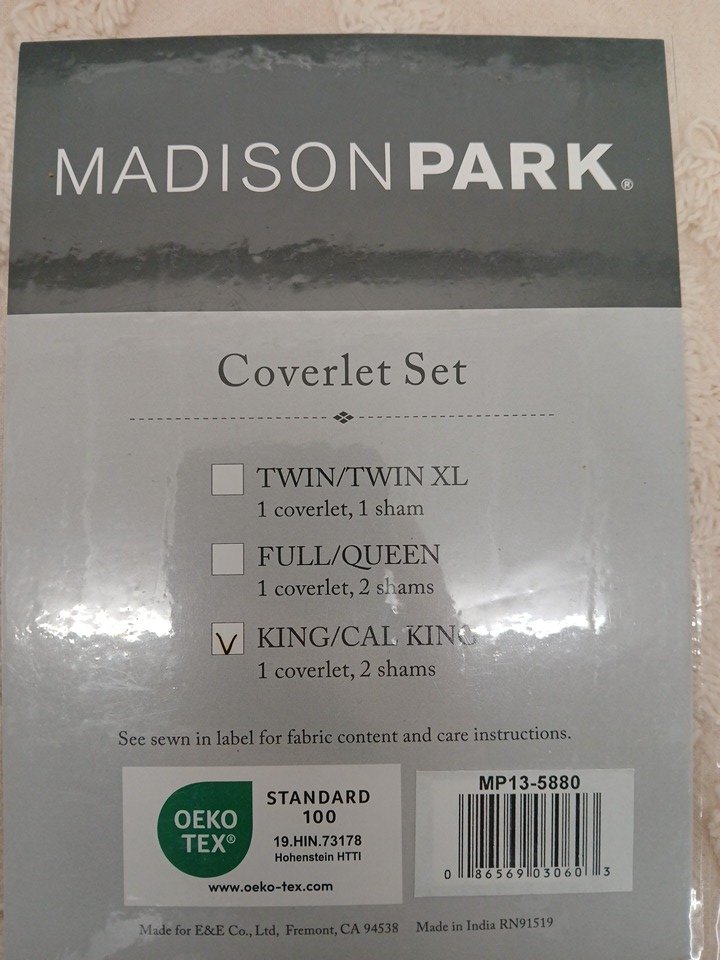 MADISONPARK®
Coverlet Set
TWIN/TWIN XL
1 coverlet, 1 sham
FULL/QUEEN
1 coverlet, 2 shams
V KING/CAL KING
1 coverlet, 2 shams
See sewn in label for fabric content and care instructions.
OEKO
TEX®
STANDARD
100
19.HIN.73178
Hohenstein HTTI
www.oeko-tex.com
MP13-5880
0 86569 03060 3
Made for E&E Co., Ltd, Fremont, CA 94538 Made in India RN91519